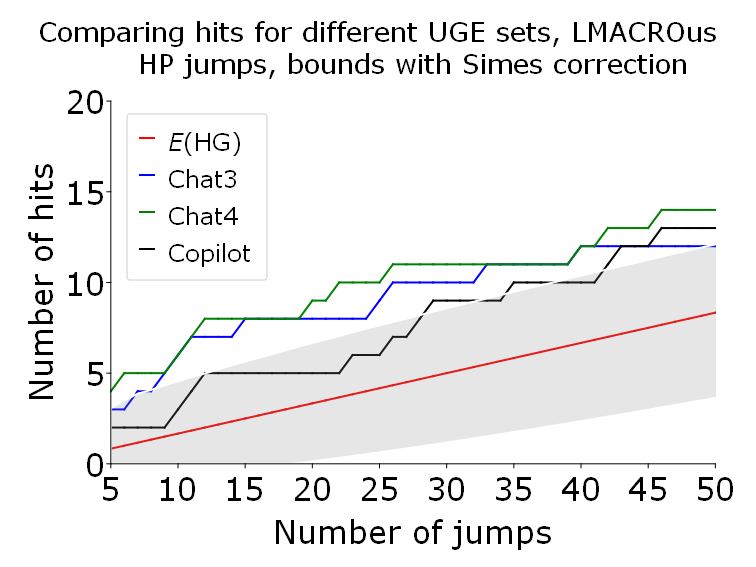 Comparing hits for different UGE sets, LMACROus
HP jumps, bounds with Simes correction
20
15
10
5
0
Number of hits
E(HG)
Chat3
Chat4
Copilot
5 10 15 20 25 30 35 40 45 50
Number of jumps